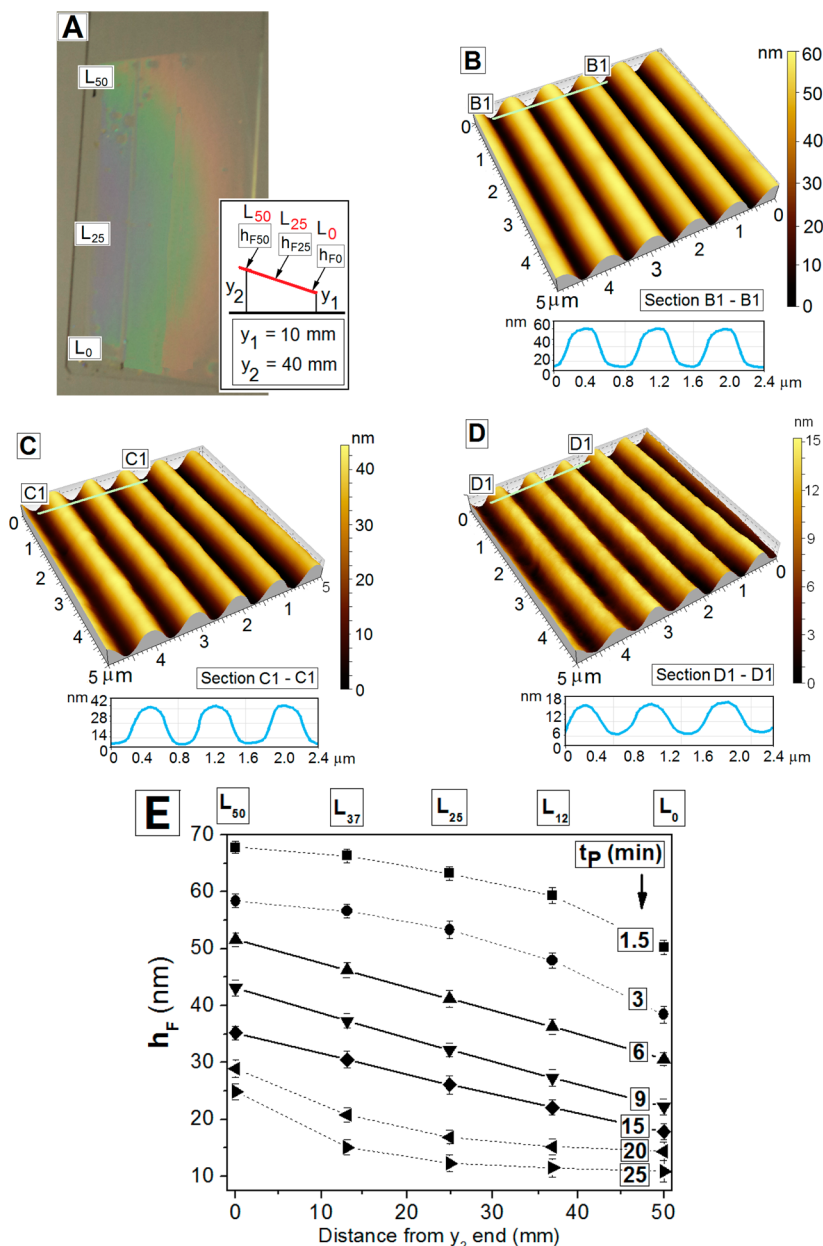 A
L50
L25
L0
L50 L25 L0
hF50 hF25 hF0
y2 y1
y1 = 10 mm
y2 = 40 mm
B
nm
60
50
40
30
20
10
0
B1 B1
0 1 2 3 4 5 μm
4 3 2 1 0
Section B1 - B1
nm
60
40
20
0
0 0.4 0.8 1.2 1.6 2.0 2.4
μm
C
nm
40
30
20
10
0
C1 C1
0 1 2 3 4 5 μm
4 3 2 1 5
Section C1 - C1
nm
42
28
14
0
0 0.4 0.8 1.2 1.6 2.0 2.4 μm
D
nm
15
12
9
6
3
0
D1 D1
0 1 2 3 4 5 μm
4 3 2 1 0
Section D1 - D1
nm
18
12
6
0
0 0.4 0.8 1.2 1.6 2.0 2.4 μm
E
L50 L37 L25 L12 L0
tP (min)
1.5
3
6
9
15
20
25
hF (nm)
70
60
50
40
30
20
10
0 10 20 30 40 50
Distance from y2 end (mm)